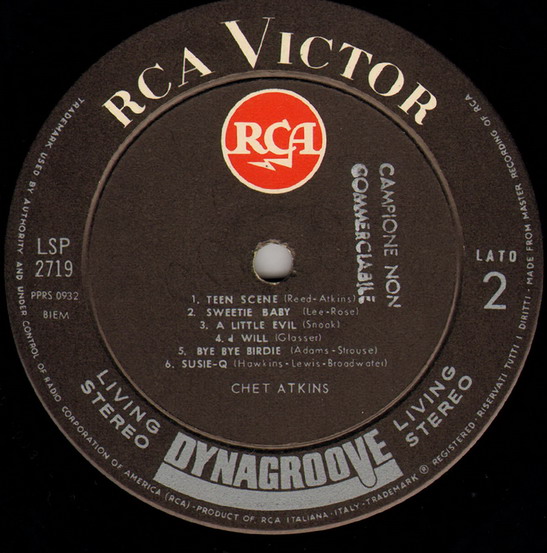 RCA VICTOR
RCA
CAMPIONE NON
COMMERCIABILE
LSP
2719
PPRS 0932
BIEM
LATO
2
1. TEEN SCENE (Reed-Atkins)
2. SWEETIE BABY (Lee-Rose)
3. A LITTLE EVIL (Snook)
4. I WILL (Glasser)
5. BYE BYE BIRDIE (Adams-Strouse)
6. SUSIE-Q (Hawkins-Lewis-Broadwater)
CHET ATKINS
LIVING
STEREO
DYNAGROOVE
LIVING
STEREO
TRADEMARK USED BY AUTHORITY AND UNDER CONTROL OF RADIO CORPORATION OF AMERICA (RCA)-PRODUCT OF RCA ITALIANA-ITALY-TRADEMARK ® REGISTERED-RISERVATI TUTTI I DIRITTI-MADE FROM MASTER RECORDING OF RCA